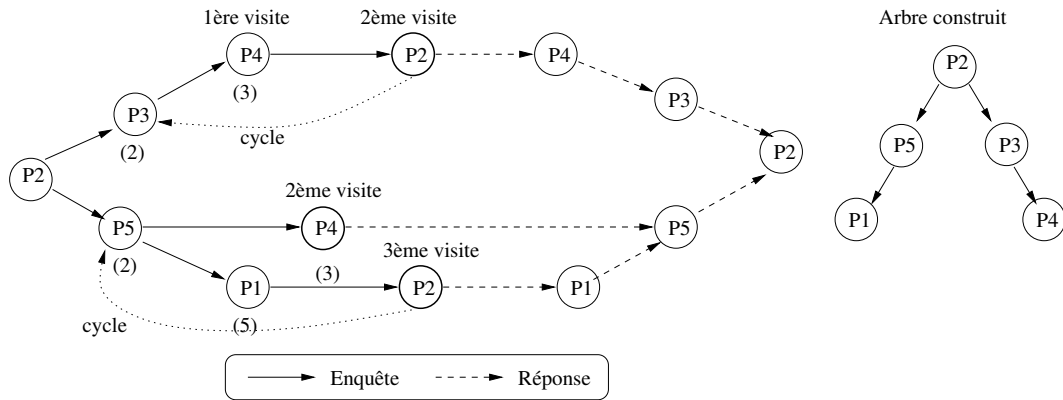 1ère visite 2ème visite Arbre construit
P4 P2 P4 P2
(3)
P3 P3
cycle
(2) P2 P5 P3
P2 2ème visite
P5 P4 P5 P1 P4
3ème visite
(2) (3)
P1 P2 P1
cycle (5)
Enquête Réponse